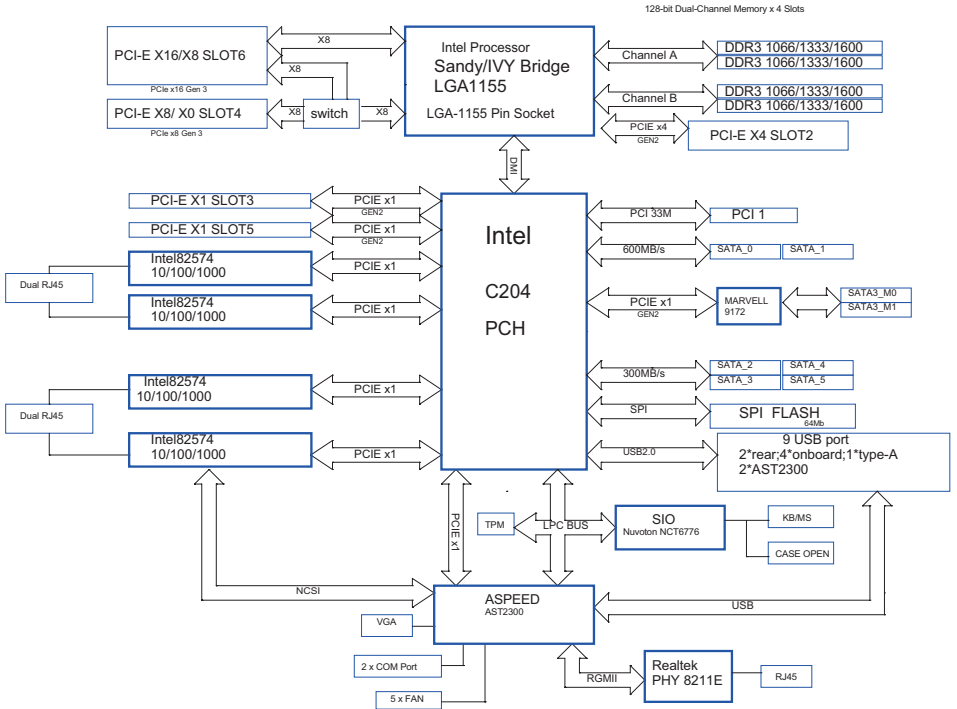 128-bit Dual-Channel Memory x 4 Slots
PCI-E X16/X8 SLOT6
PCIe x16 Gen 3
X8
X8
PCI-E X8/ X0 SLOT4
PCIe x8 Gen 3
X8
switch
X8
Intel Processor
Sandy/IVY Bridge
LGA1155
LGA-1155 Pin Socket
Channel A
DDR3 1066/1333/1600
DDR3 1066/1333/1600
Channel B
DDR3 1066/1333/1600
DDR3 1066/1333/1600
PCIE x4
GEN2
PCI-E X4 SLOT2
DMI
PCI-E X1 SLOT3
PCIE x1
GEN2
PCI-E X1 SLOT5
PCIE x1
GEN2
Intel82574
10/100/1000
PCIE x1
Dual RJ45
Intel82574
10/100/1000
PCIE x1
Intel82574
10/100/1000
PCIE x1
Dual RJ45
Intel82574
10/100/1000
PCIE x1
Intel
C204
PCH
PCI 33M
PCI 1
600MB/s
SATA_0
SATA_1
PCIE x1
GEN2
MARVELL
9172
SATA3_M0
SATA3_M1
300MB/s
SATA_2
SATA_4
SATA_3
SATA_5
SPI
SPI FLASH
64Mb
USB2.0
9 USB port
2*rear;4*onboard;1*type-A
2*AST2300
PCIE x1
TPM
LPC BUS
SIO
Nuvoton NCT6776
KB/MS
CASE OPEN
NCSI
ASPEED
AST2300
USB
VGA
2 x COM Port
5 x FAN
RGMII
Realtek
PHY 8211E
RJ45